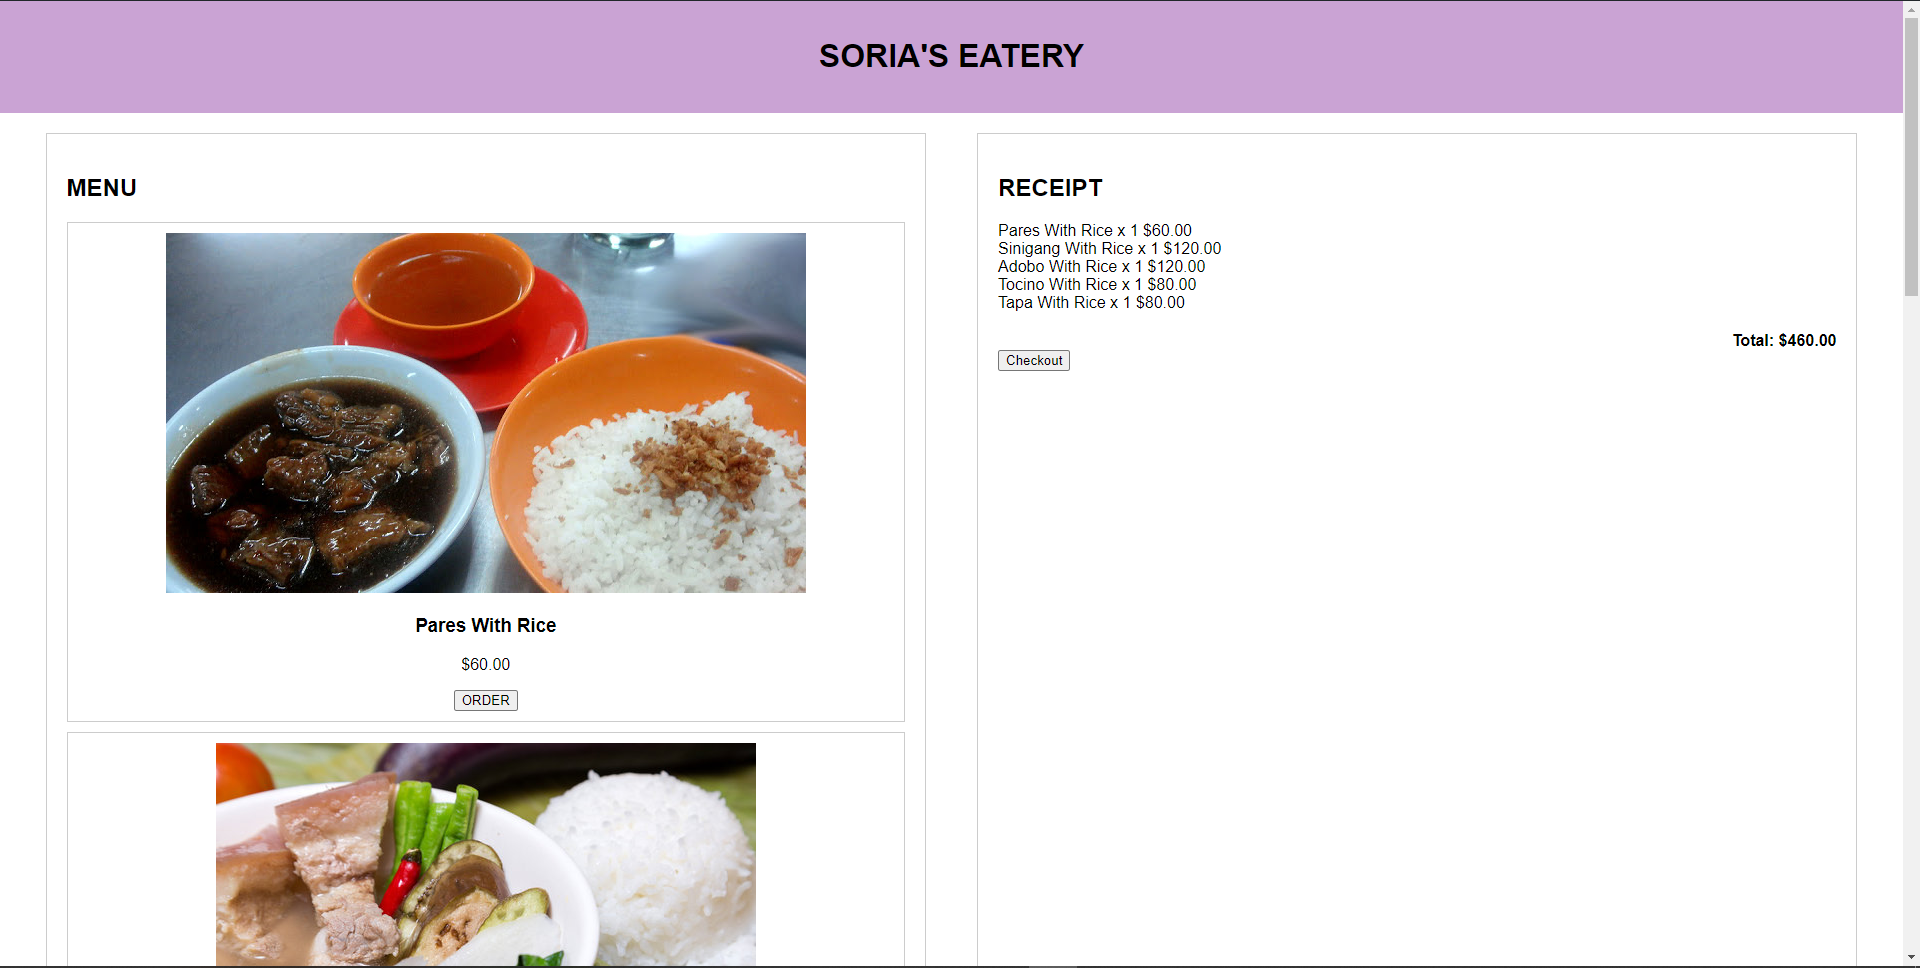 SORIA'S EATERY
MENU
Pares With Rice
$60.00
ORDER
RECEIPT
Pares With Rice x 1 $60.00
Sinigang With Rice x 1 $120.00
Adobo With Rice x 1 $120.00
Tocino With Rice x 1 $80.00
Tapa With Rice x 1 $80.00
Total: $460.00
Checkout